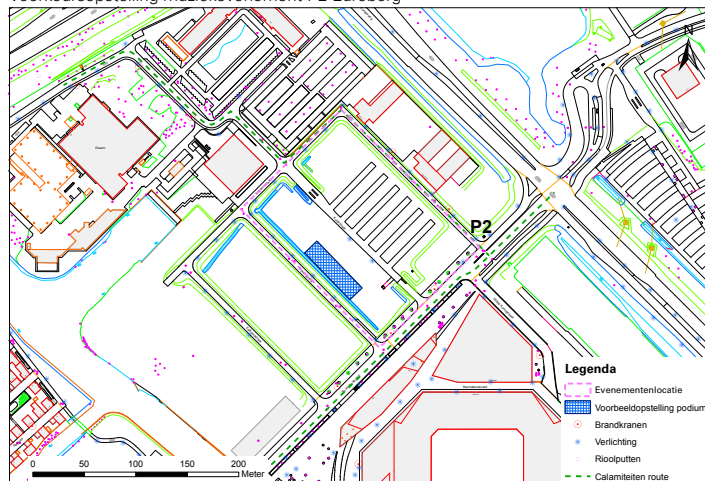 N
P2
Legenda
Evenementenlocatie
Voorbeeldopstelling podium
Brandkranen
Verlichting
Rioolputten
Calamiteiten route
0 50 100 150 200
Meter